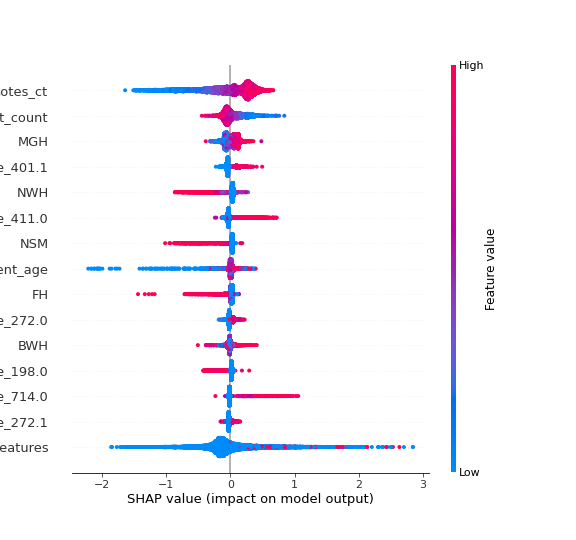 High
otes_ct
t_count
MGH
e_401.1
NWH
e_411.0
NSM
ent_age
FH
e_272.0
BWH
e_198.0
e_714.0
e_272.1
eatures
Feature value
Low
−2 −1 0 1 2 3
SHAP value (impact on model output)